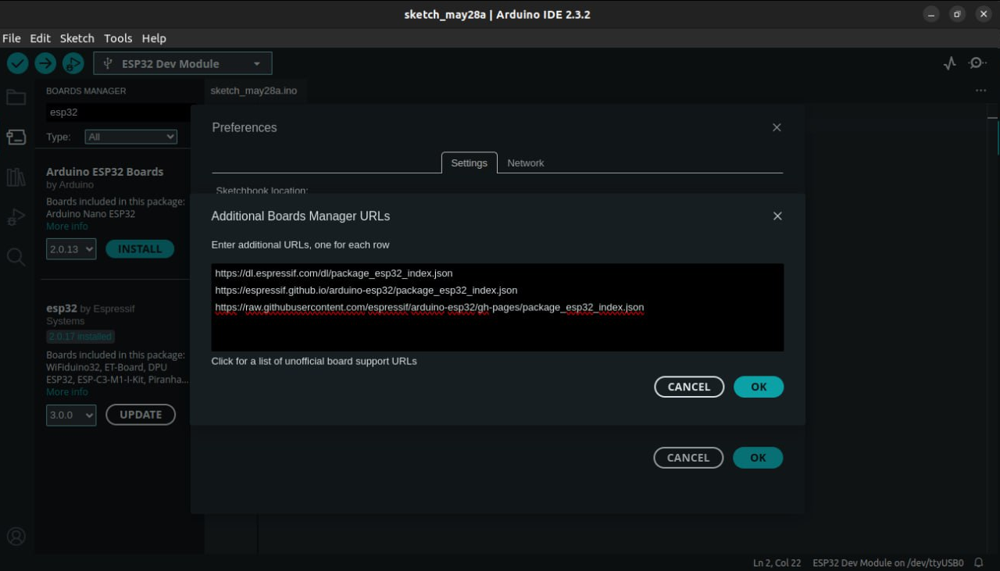 sketch_may28a | Arduino IDE 2.3.2
File Edit Sketch Tools Help
ESP32 Dev Module
BOARDS MANAGER
sketch_may28a.ino
esp32
Type: All
Arduino ESP32 Boards
by Arduino
Boards included in this package:
Arduino Nano ESP32
More info
2.0.13 INSTALL
esp32 by Espressif
Systems
2.0.17 installed
Boards included in this package:
WiFiduino32, ET-Board, DPU
ESP32, ESP-C3-M1-I-Kit, Piranha...
More info
3.0.0 UPDATE
Preferences
Settings Network
Sketchbook location:
Additional Boards Manager URLs
Enter additional URLs, one for each row
https://dl.espressif.com/dl/package_esp32_index.json
https://espressif.github.io/arduino-esp32/package_esp32_index.json
https://raw.githubusercontent.com/espressif/arduino-esp32/gh-pages/package_esp32_index.json
Click for a list of unofficial board support URLs
CANCEL OK
CANCEL OK
Ln 2, Col 22 ESP32 Dev Module on /dev/ttyUSB0